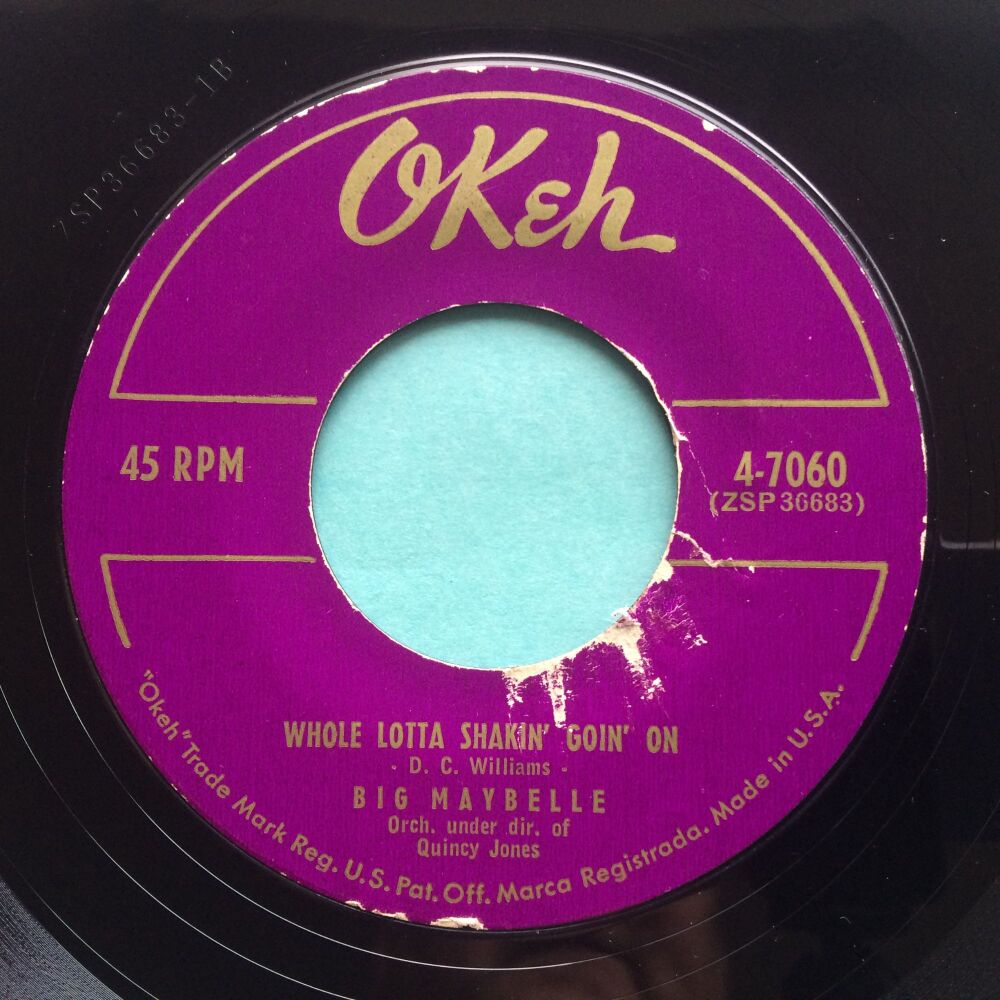 ZSP36683-1B
OKeh
45 RPM
4-7060
(ZSP 36683)
WHOLE LOTTA SHAKIN' GOIN' ON
- D. C. Williams -
BIG MAYBELLE
Orch. under dir. of
Quincy Jones
"Okeh" Trade Mark Reg. U.S. Pat. Off. Marca Registrada. Made in U.S.A.